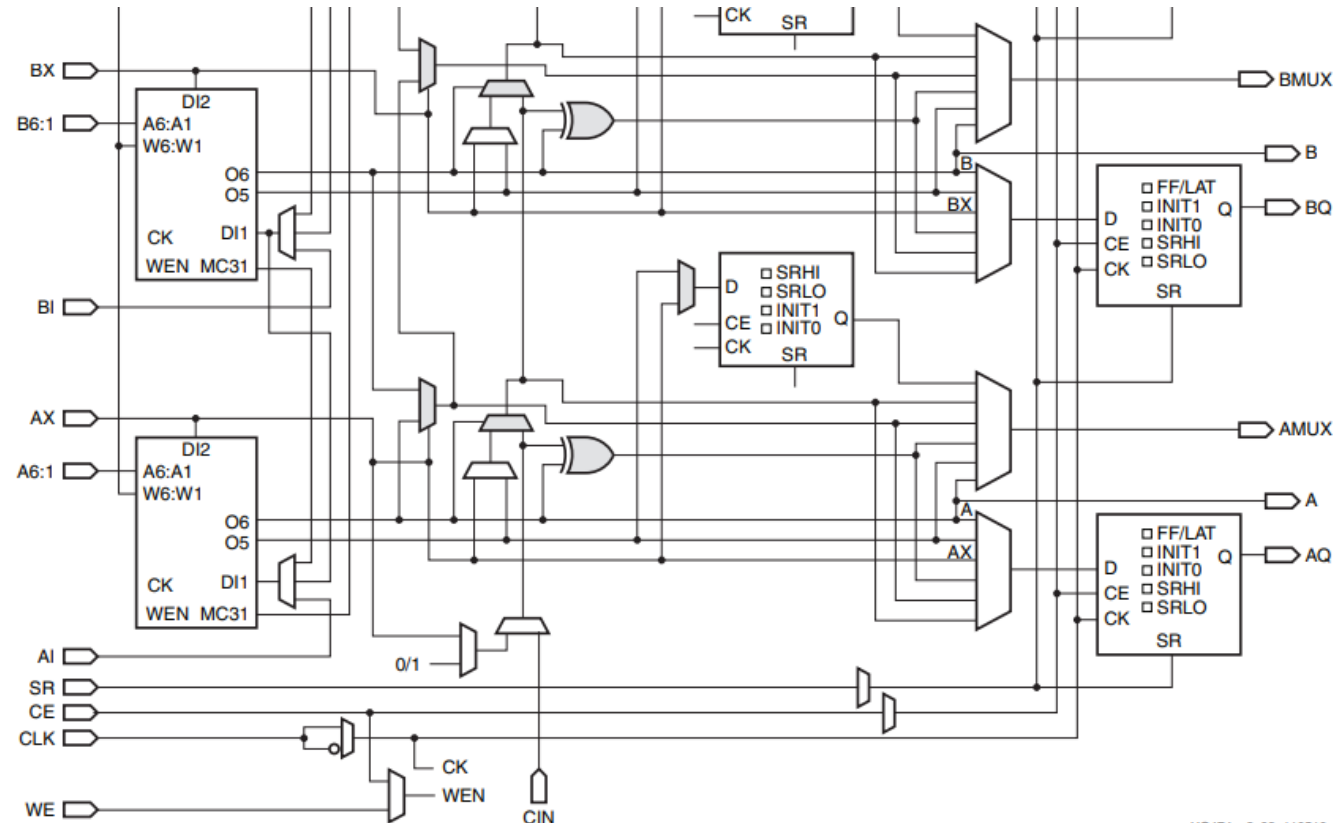 CK
SR
BX
DI2
B6:1
A6:A1
W6:W1
O6
O5
CK
DI1
WEN MC31
BI
BMUX
B
B
BX
D
CE
CK
□ FF/LAT
□ INIT1
□ INIT0
□ SRHI
□ SRLO
Q
SR
BQ
D
CE
CK
□ SRHI
□ SRLO
□ INIT1
□ INIT0
Q
SR
AX
DI2
A6:1
A6:A1
W6:W1
O6
O5
CK
DI1
WEN MC31
AMUX
A
A
AX
D
CE
CK
□ FF/LAT
□ INIT1
□ INIT0
□ SRHI
□ SRLO
Q
SR
AQ
0/1
AI
SR
CE
CLK
CK
WEN
WE
CIN